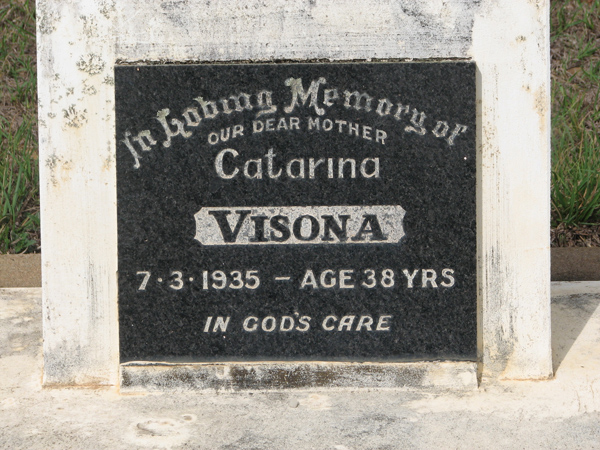 In Loving Memory of
OUR DEAR MOTHER
Catarina
VISONA
7·3·1935 – AGE 38 YRS
IN GOD'S CARE